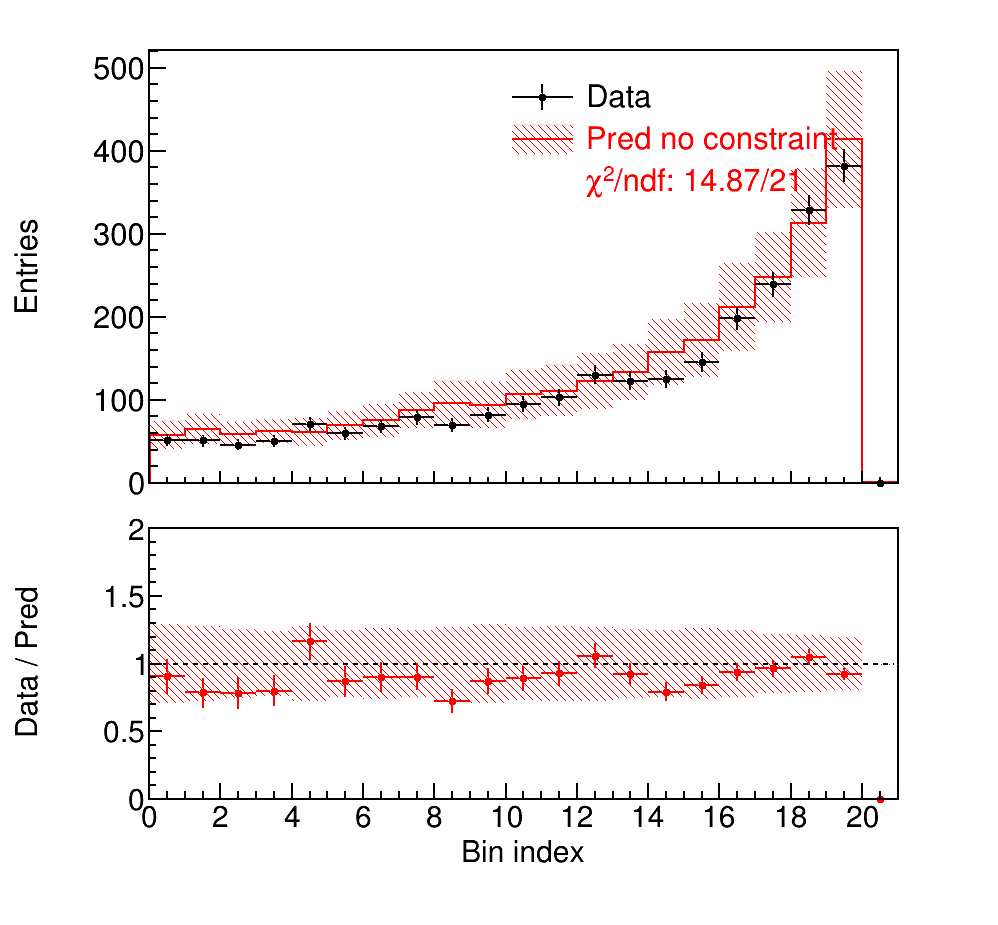 Entries
500
400
300
200
100
0
Data
Pred no constraint
χ²/ndf: 14.87/21
Data / Pred
2
1.5
1
0.5
0
0 2 4 6 8 10 12 14 16 18 20
Bin index